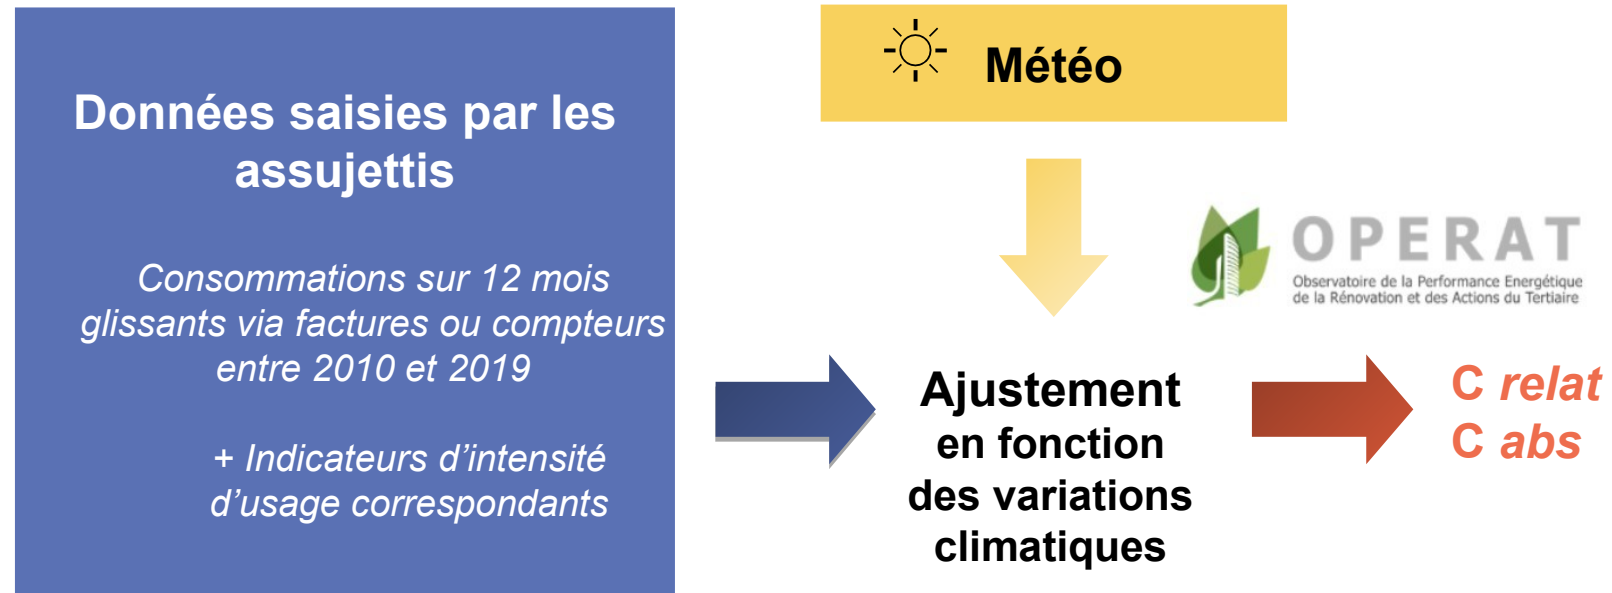 Données saisies par les
assujettis
Consommations sur 12 mois
glissants via factures ou compteurs
entre 2010 et 2019
+ Indicateurs d’intensité
d’usage correspondants
Météo
OPERAT
Observatoire de la Performance Energétique
de la Rénovation et des Actions du Tertiaire
Ajustement
en fonction
des variations
climatiques
C relat
C abs